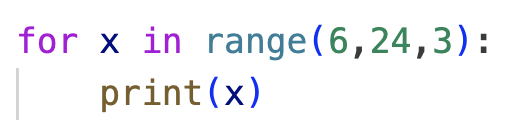 for x in range(6,24,3):
    print(x)